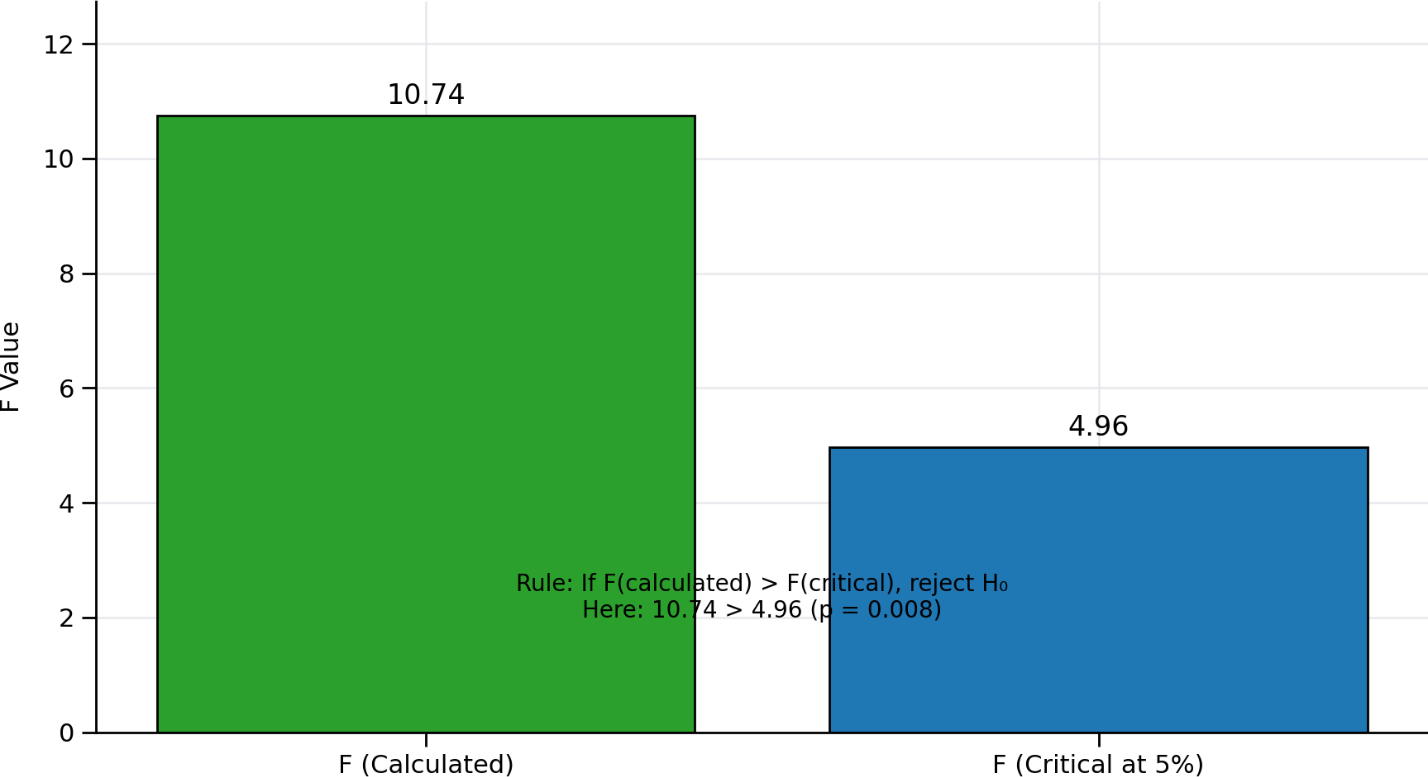 12
10
8
6
4
2
0
F Value
10.74
4.96
Rule: If F(calculated) > F(critical), reject H₀
Here: 10.74 > 4.96 (p = 0.008)
F (Calculated)
F (Critical at 5%)